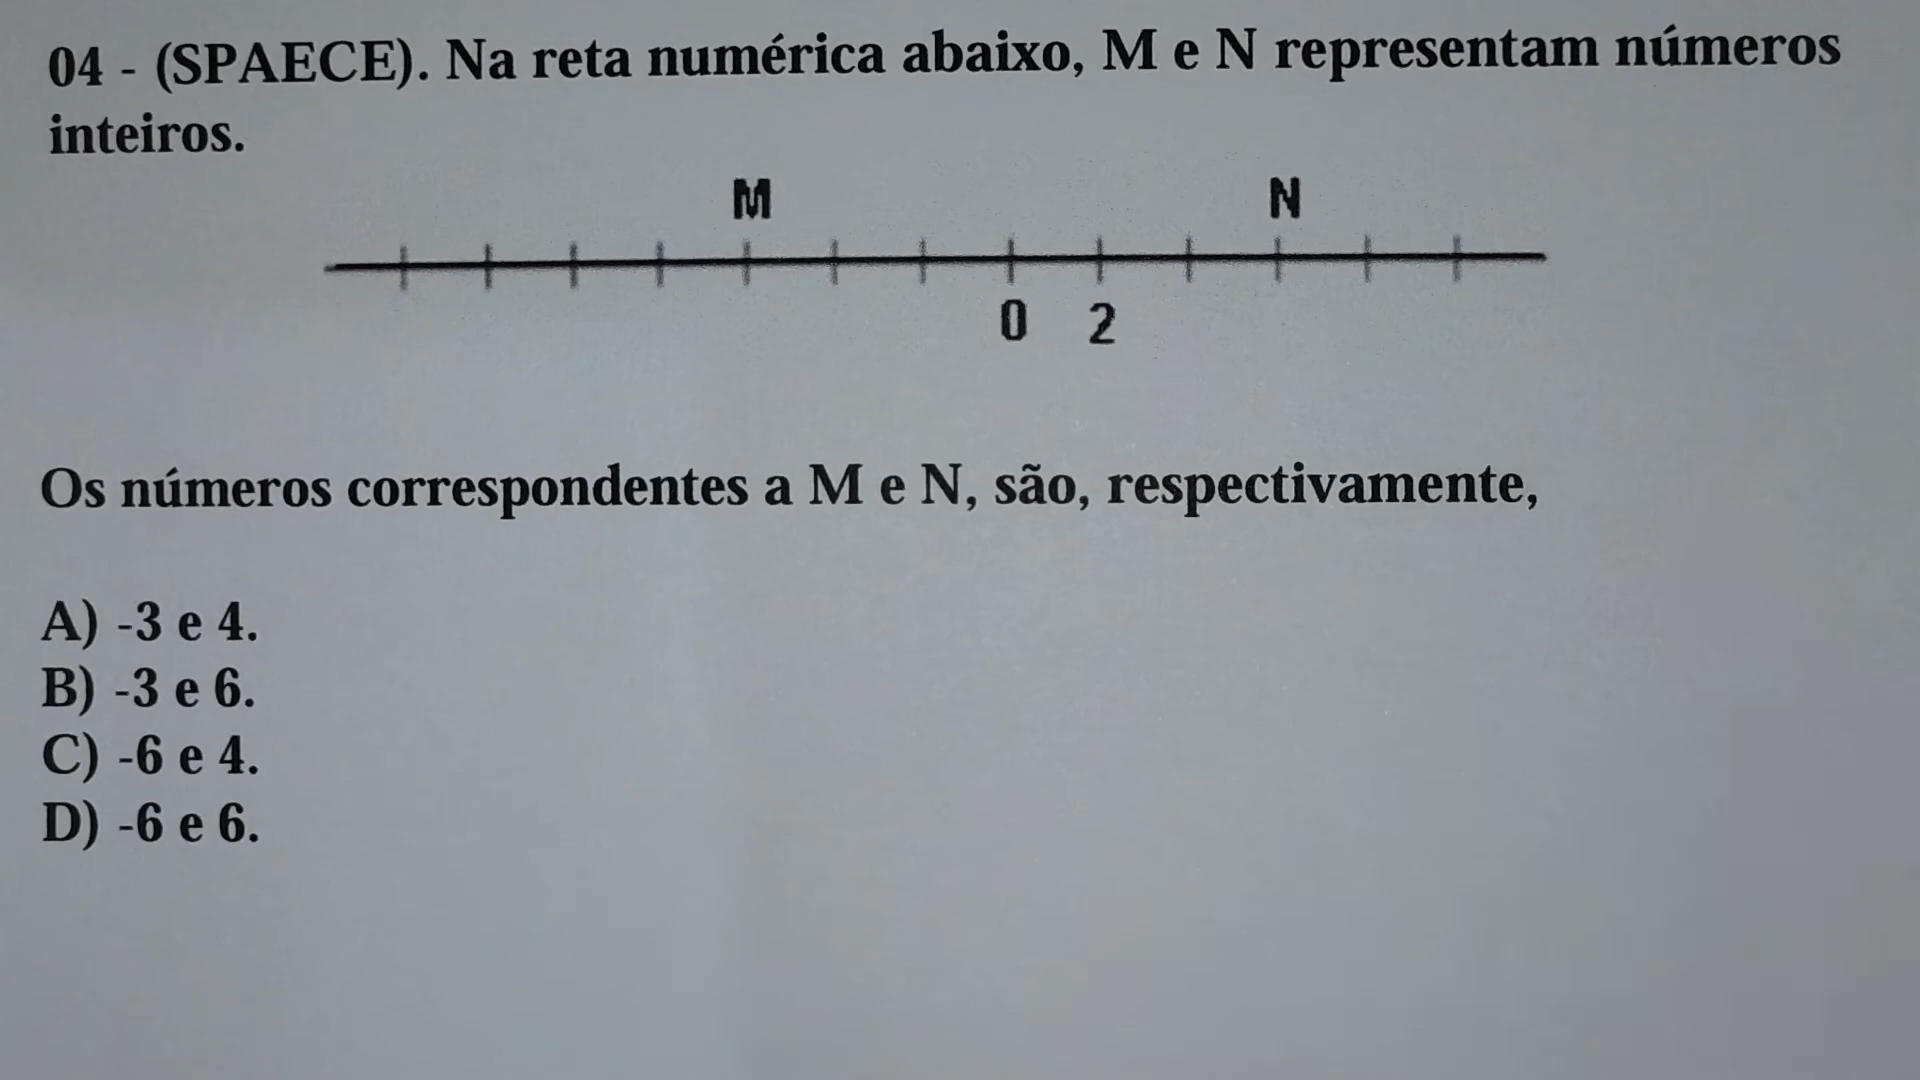 04 - (SPAECE). Na reta numérica abaixo, M e N representam números
inteiros.
M N
0 2
Os números correspondentes a M e N, são, respectivamente,
A) -3 e 4.
B) -3 e 6.
C) -6 e 4.
D) -6 e 6.